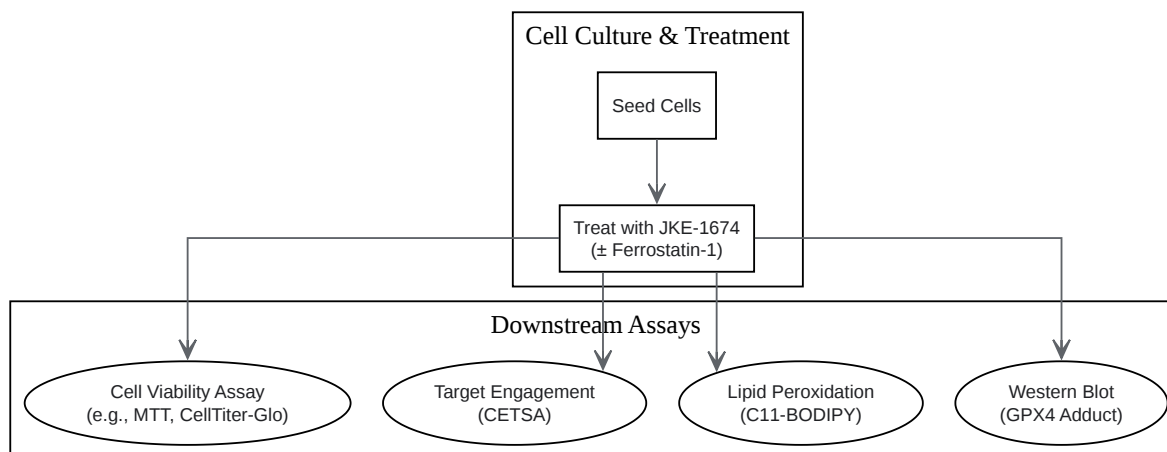 Cell Culture & Treatment
Seed Cells
Treat with JKE-1674
(± Ferrostatin-1)
Downstream Assays
Cell Viability Assay
(e.g., MTT, CellTiter-Glo)
Target Engagement
(CETSA)
Lipid Peroxidation
(C11-BODIPY)
Western Blot
(GPX4 Adduct)